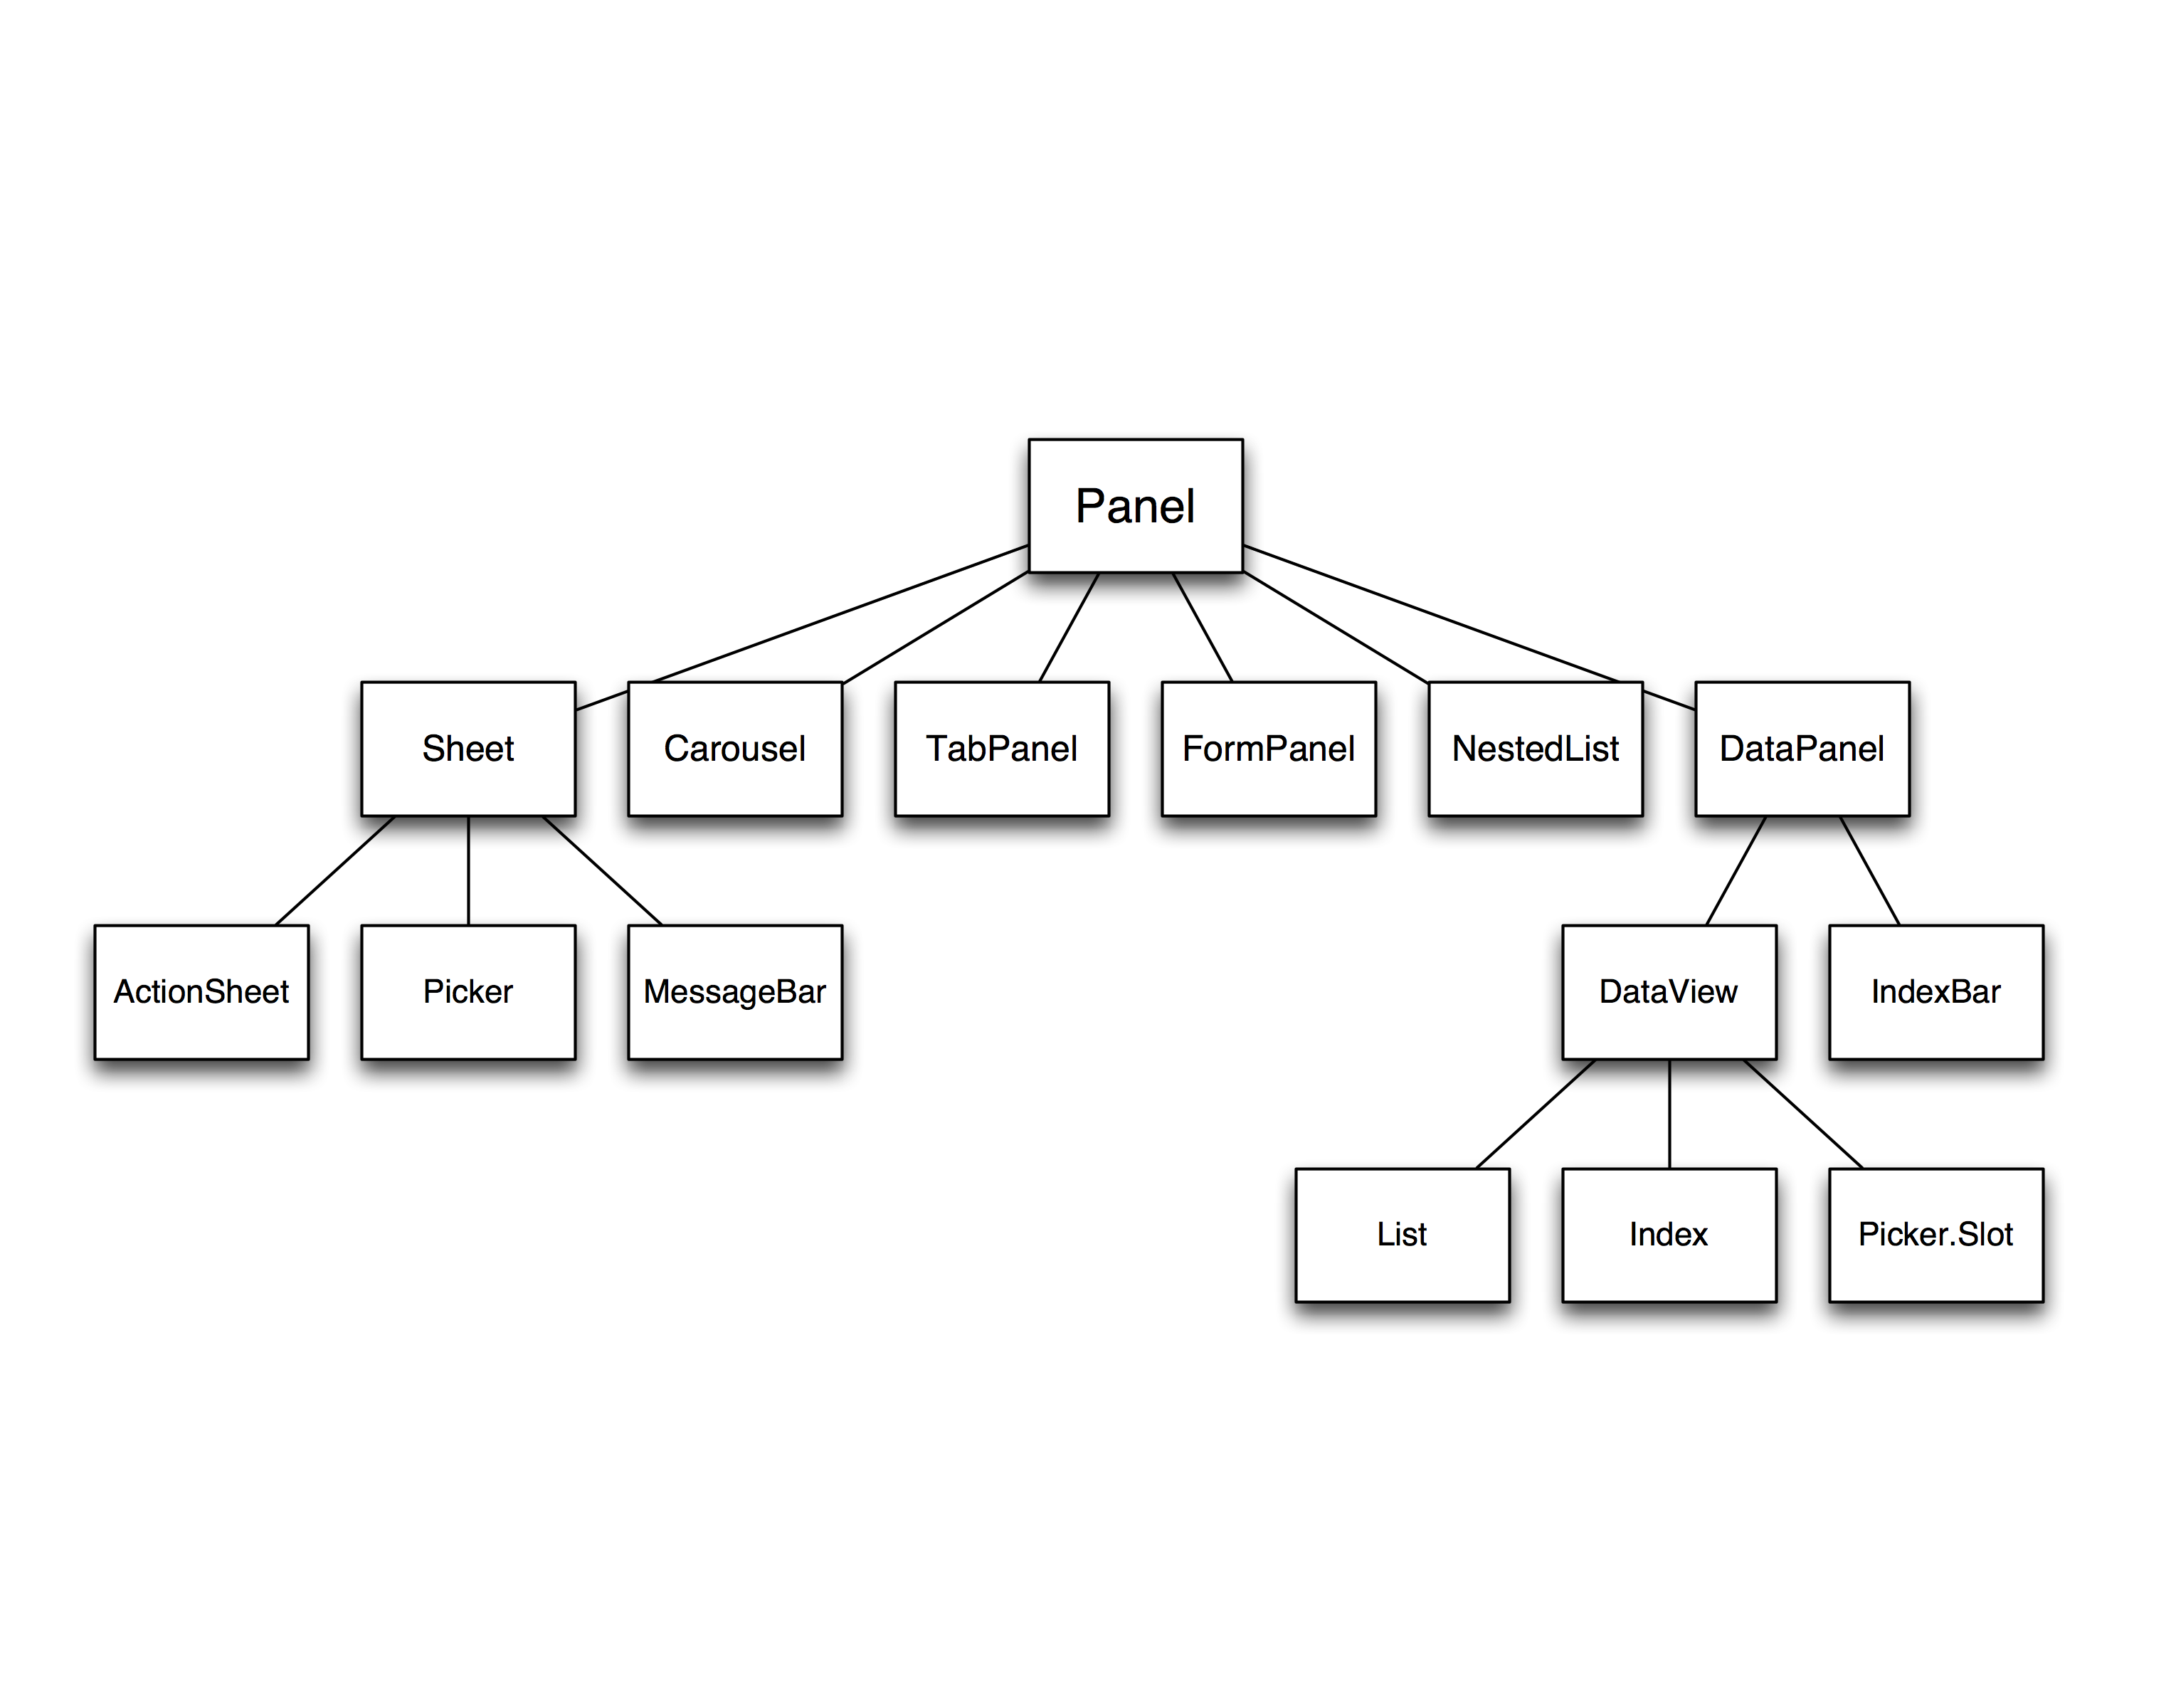 Panel
Sheet
Carousel
TabPanel
FormPanel
NestedList
DataPanel
ActionSheet
Picker
MessageBar
DataView
IndexBar
List
Index
Picker.Slot